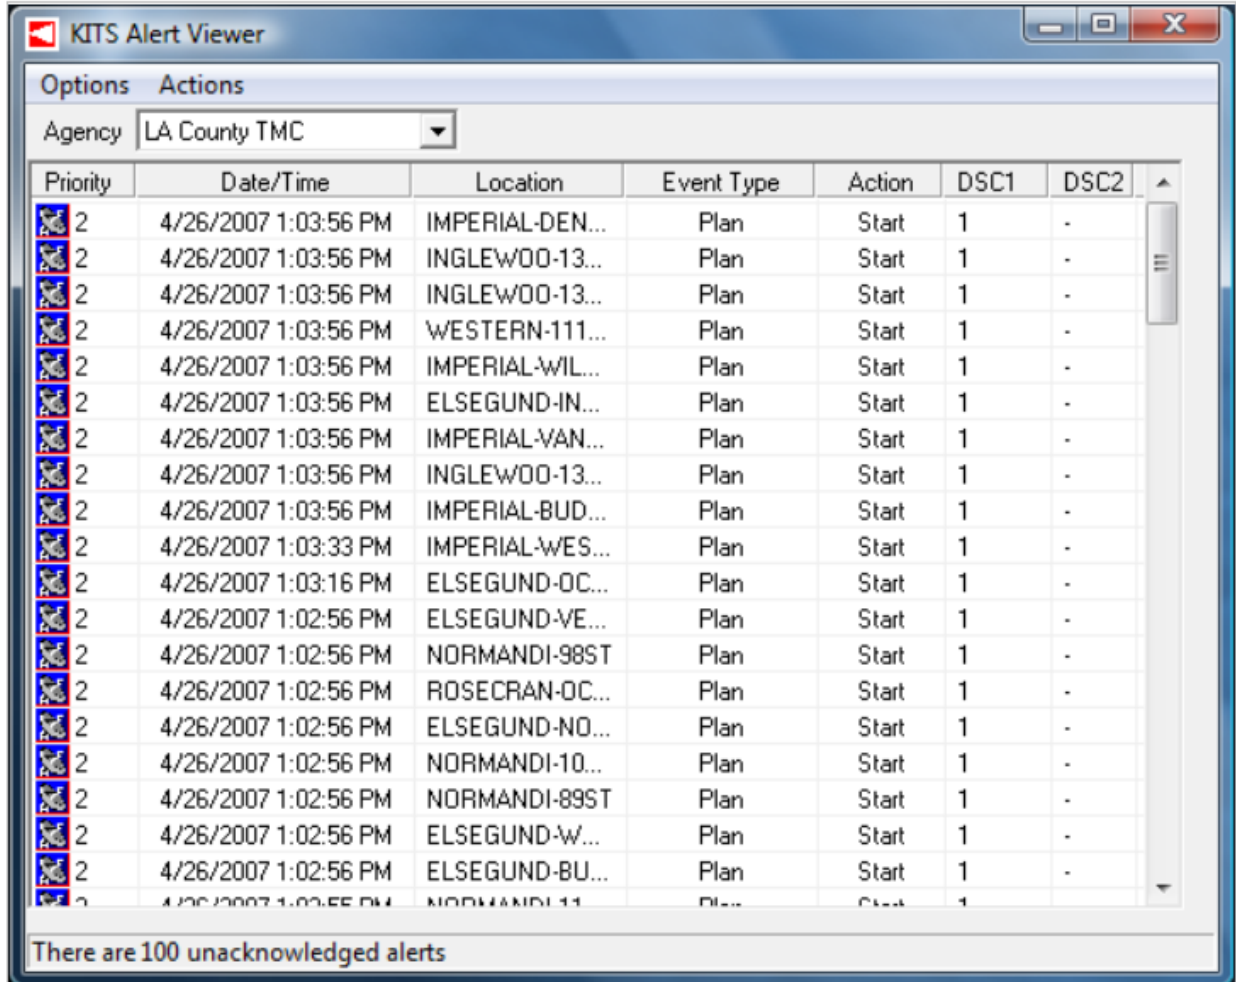 KITS Alert Viewer
Options Actions
Agency LA County TMC
Priority Date/Time Location Event Type Action DSC1 DSC2
2 4/26/2007 1:03:56 PM IMPERIAL-DEN... Plan Start 1 -
2 4/26/2007 1:03:56 PM INGLEWOO-13... Plan Start 1 -
2 4/26/2007 1:03:56 PM INGLEWOO-13... Plan Start 1 -
2 4/26/2007 1:03:56 PM WESTERN-111... Plan Start 1 -
2 4/26/2007 1:03:56 PM IMPERIAL-WIL... Plan Start 1 -
2 4/26/2007 1:03:56 PM ELSEGUND-IN... Plan Start 1 -
2 4/26/2007 1:03:56 PM IMPERIAL-VAN... Plan Start 1 -
2 4/26/2007 1:03:56 PM INGLEWOO-13... Plan Start 1 -
2 4/26/2007 1:03:56 PM IMPERIAL-BUD... Plan Start 1 -
2 4/26/2007 1:03:33 PM IMPERIAL-WES... Plan Start 1 -
2 4/26/2007 1:03:16 PM ELSEGUND-OC... Plan Start 1 -
2 4/26/2007 1:02:56 PM ELSEGUND-VE... Plan Start 1 -
2 4/26/2007 1:02:56 PM NORMANDI-98ST Plan Start 1 -
2 4/26/2007 1:02:56 PM ROSECRAN-OC... Plan Start 1 -
2 4/26/2007 1:02:56 PM ELSEGUND-NO... Plan Start 1 -
2 4/26/2007 1:02:56 PM NORMANDI-10... Plan Start 1 -
2 4/26/2007 1:02:56 PM NORMANDI-89ST Plan Start 1 -
2 4/26/2007 1:02:56 PM ELSEGUND-W... Plan Start 1 -
2 4/26/2007 1:02:56 PM ELSEGUND-BU... Plan Start 1 -
There are 100 unacknowledged alerts